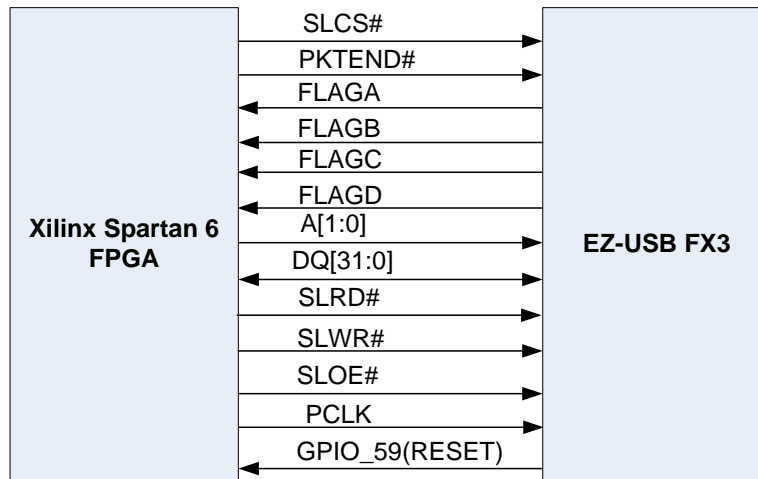 SLCS#
PKTEND#
FLAGA
FLAGB
FLAGC
FLAGD
A[1:0]
DQ[31:0]
SLRD#
SLWR#
SLOE#
PCLK
GPIO_59(RESET)
Xilinx Spartan 6
FPGA
EZ-USB FX3